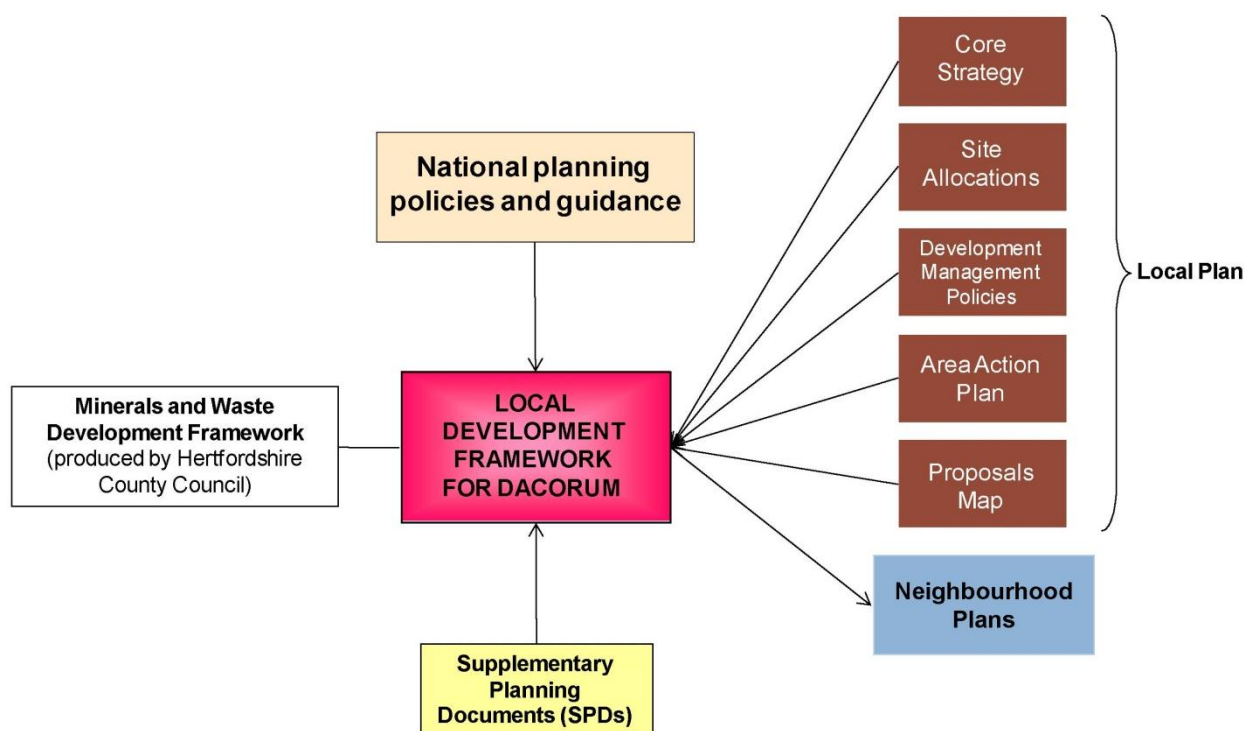 National planning
policies and guidance
Minerals and Waste
Development Framework
(produced by Hertfordshire
County Council)
LOCAL
DEVELOPMENT
FRAMEWORK
FOR DACORUM
Supplementary
Planning
Documents (SPDs)
Core
Strategy
Site
Allocations
Development
Management
Policies
Area Action
Plan
Proposals
Map
Local Plan
Neighbourhood
Plans